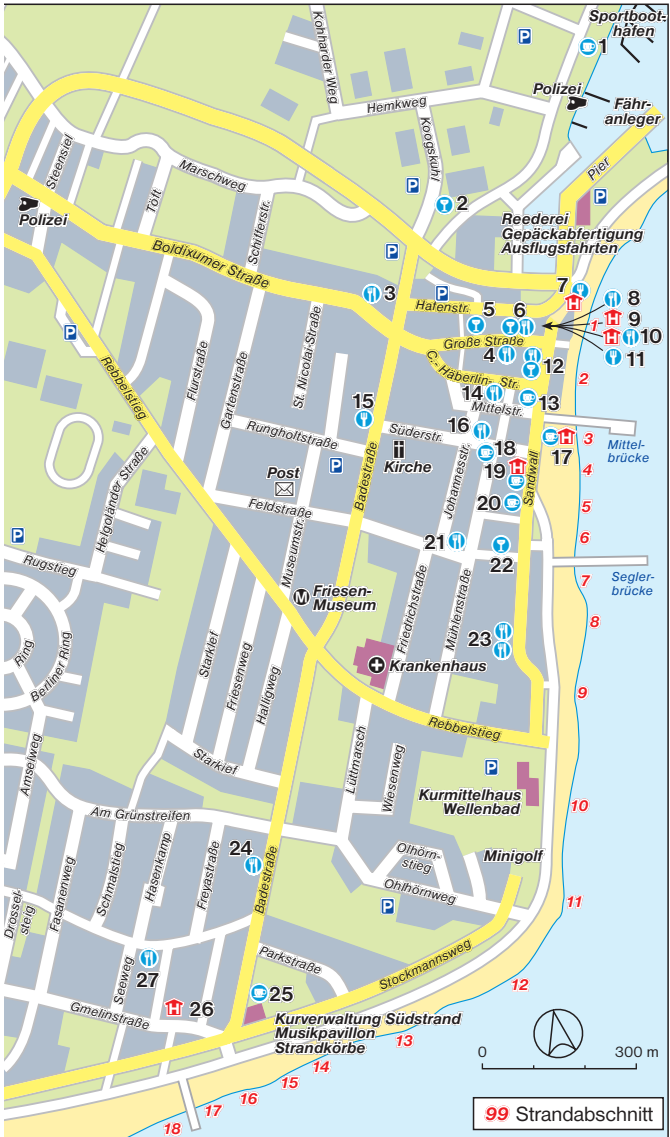 Sportboot-
hafen
1
P
Kohharder Weg
Polizei
Fähr-
anleger
Hemkweg
Koogskuhl
Steensiel
Marschweg
Pier
Töft
P
P
Schifferstr.
2
Polizei
Reederei
Gepäckabfertigung
Ausflugsfahrten
Boldixumer Straße
P
3
P
Hafenstr.
7
H
8
5
6
H
9
1
H
10
11
P
Große Straße
4
12
C.-Häberlin-Str.
2
Rebbelstieg
Flurstraße
Gartenstraße
St. Nicolai-Straße
15
14
13
Mittelstr.
Rungholtstraße
Süderstr.
16
H
3
17
Mittel-
brücke
Kirche
18
H
19
4
Post
P
Badestraße
Johannesstr.
Sandwall
Helgoländer Straße
Feldstraße
20
5
P
Museumstr.
21
22
6
Rugstieg
7
Segler-
brücke
M
Friesen-
Museum
Friedrichstraße
Mühlenstraße
8
Ring
Berliner Ring
Starklef
Friesenweg
Halligweg
23
Krankenhaus
9
Amselweg
Rebbelstieg
Starklef
Lüttmarsch
Wiesenweg
P
Kurmittelhaus
Wellenbad
10
Am Grünstreifen
24
Olhörn-
stieg
Minigolf
Drossel-
steig
Fasanenweg
Schmalstieg
Hasenkamp
Freyastraße
Badestraße
Ohlhörnweg
P
11
27
Seeweg
Parkstraße
Stockmannsweg
12
25
H
26
Gmelinstraße
Kurverwaltung Südstrand
Musikpavillon
Strandkörbe
13
14
15
16
17
18
0
300 m
99 Strandabschnitt